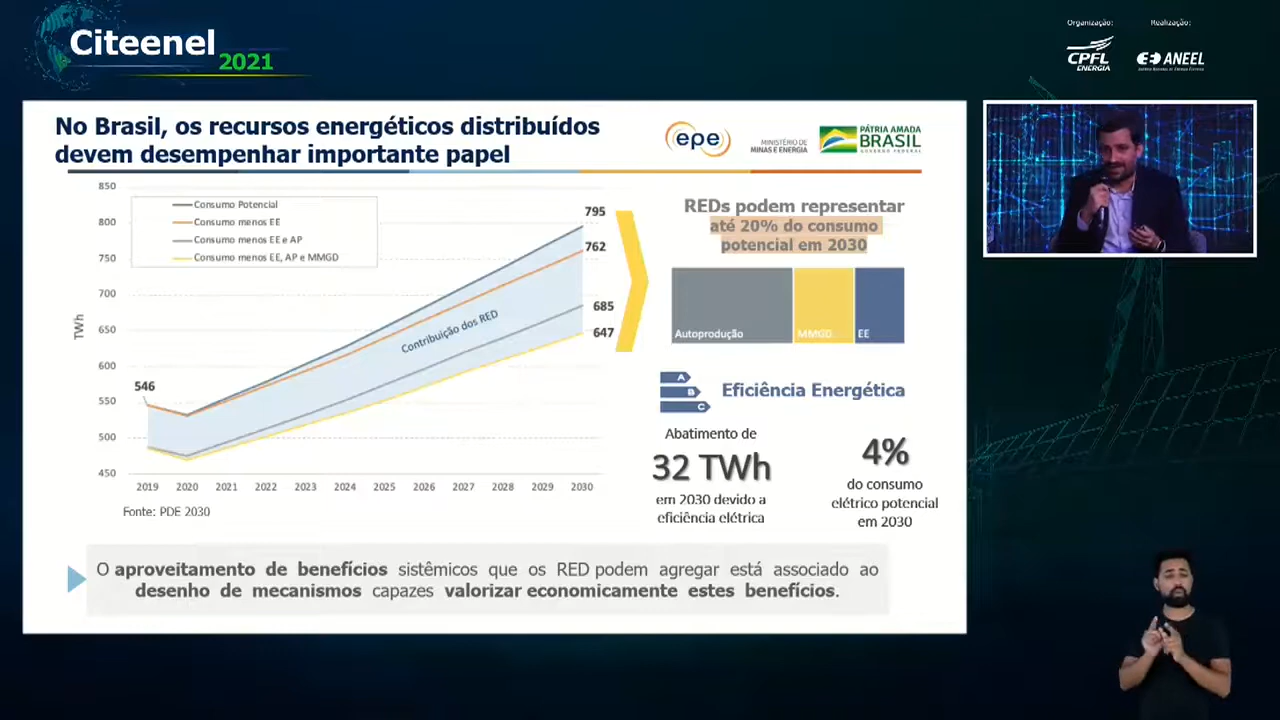 Citeenel
2021
Organização:
Realização:
CPFL
ENERGIA
ANEEL
No Brasil, os recursos energéticos distribuídos
devem desempenhar importante papel
epe
MINISTÉRIO DE
MINAS E ENERGIA
PÁTRIA AMADA
BRASIL
GOVERNO FEDERAL
850
800
750
700
650
600
550
500
450
TWh
Consumo Potencial
Consumo menos EE
Consumo menos EE e AP
Consumo menos EE, AP e MMGD
546
795
762
685
647
Contribuição dos RED
2019 2020 2021 2022 2023 2024 2025 2026 2027 2028 2029 2030
Fonte: PDE 2030
REDs podem representar
até 20% do consumo
potencial em 2030
Autoprodução
MMGD
EE
A
B
C
Eficiência Energética
Abatimento de
32 TWh
em 2030 devido a
eficiência elétrica
4%
do consumo
elétrico potencial
em 2030
O aproveitamento de benefícios sistêmicos que os RED podem agregar está associado ao
desenho de mecanismos capazes valorizar economicamente estes benefícios.